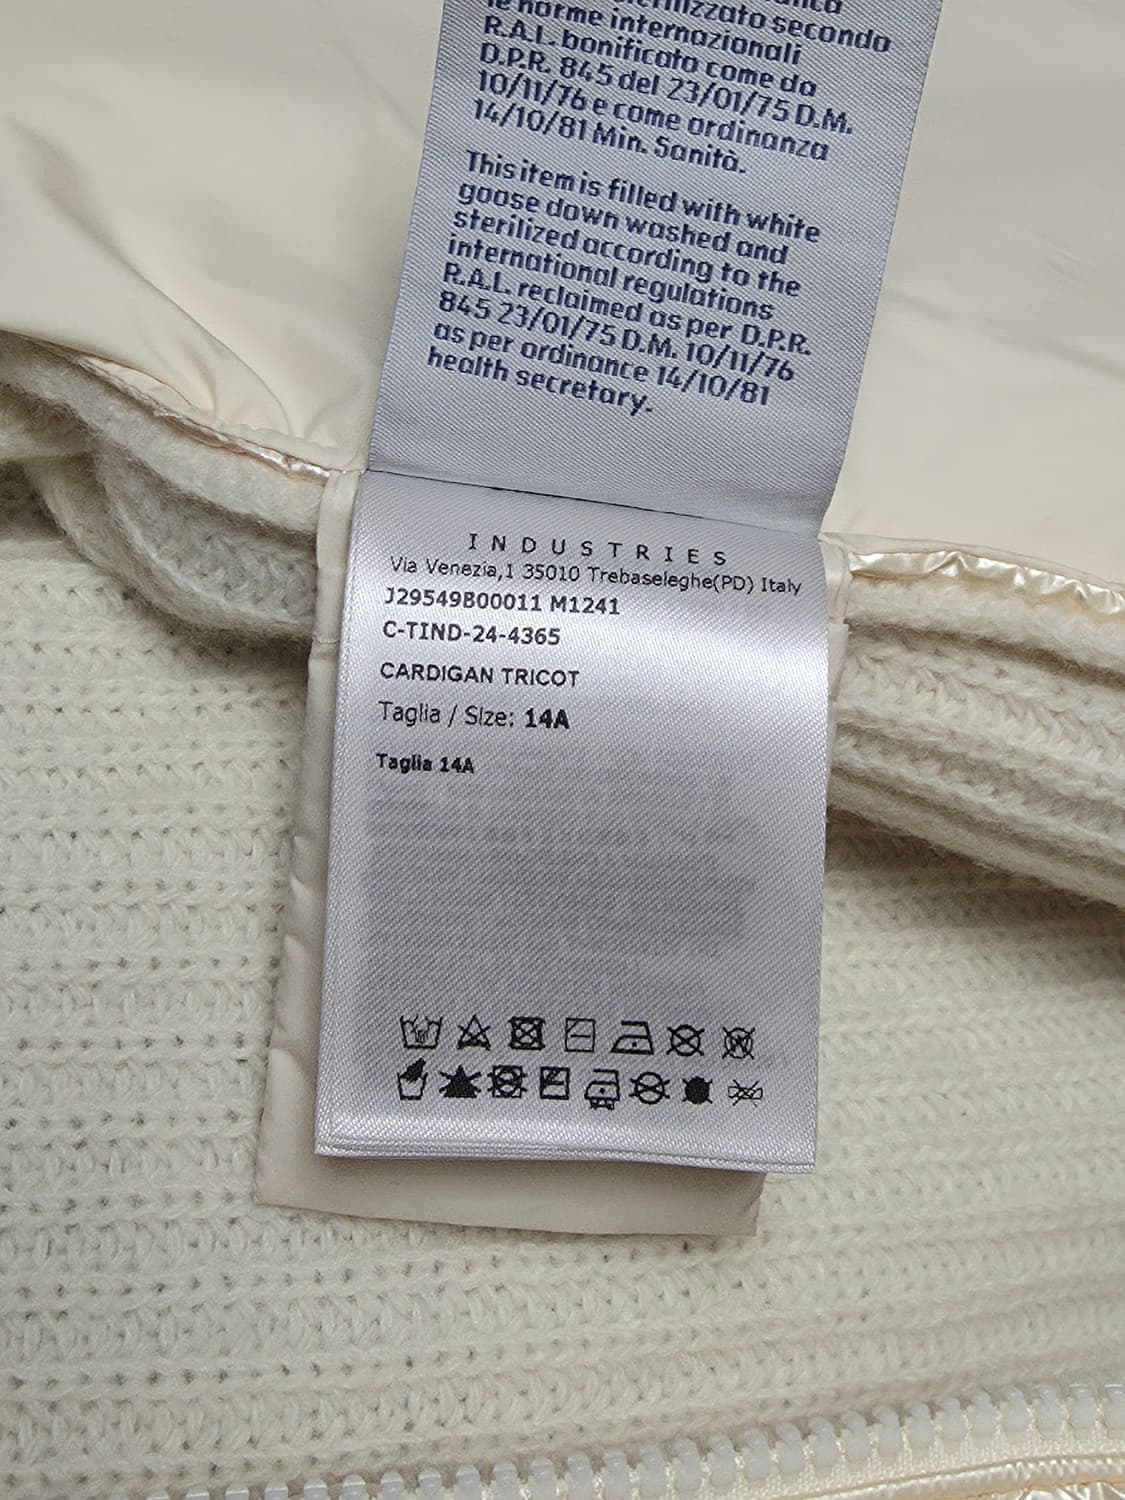 sterilizzato secondo
le norme internazionali
R.A.L. bonificato come da
D.P.R. 845 del 23/01/75 D.M.
10/11/76 e come ordinanza
14/10/81 Min. Sanità.
This item is filled with white
goose down washed and
sterilized according to the
international regulations
R.A.L. reclaimed as per D.P.R.
845 23/01/75 D.M. 10/11/76
as per ordinance 14/10/81
health secretary.
INDUSTRIES
Via Venezia,1 35010 Trebaseleghe(PD) Italy
J29549B00011 M1241
C-TIND-24-4365
CARDIGAN TRICOT
Taglia / Size: 14A
Taglia 14A